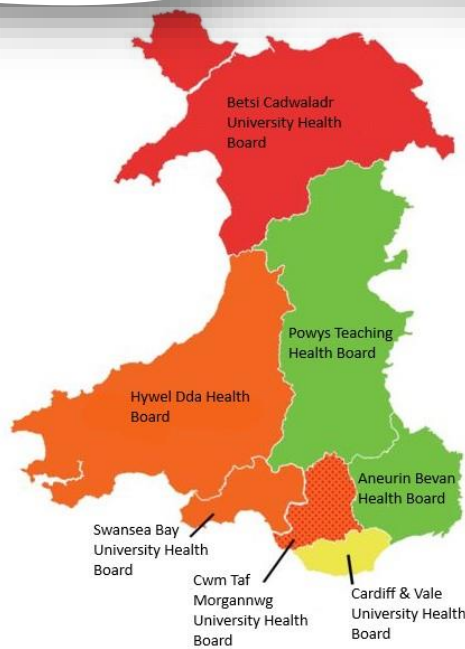 Betsi Cadwaladr
University Health
Board
Powys Teaching
Health Board
Hywel Dda Health
Board
Aneurin Bevan
Health Board
Swansea Bay
University Health
Board
Cwm Taf
Morgannwg
University Health
Board
Cardiff & Vale
University Health
Board